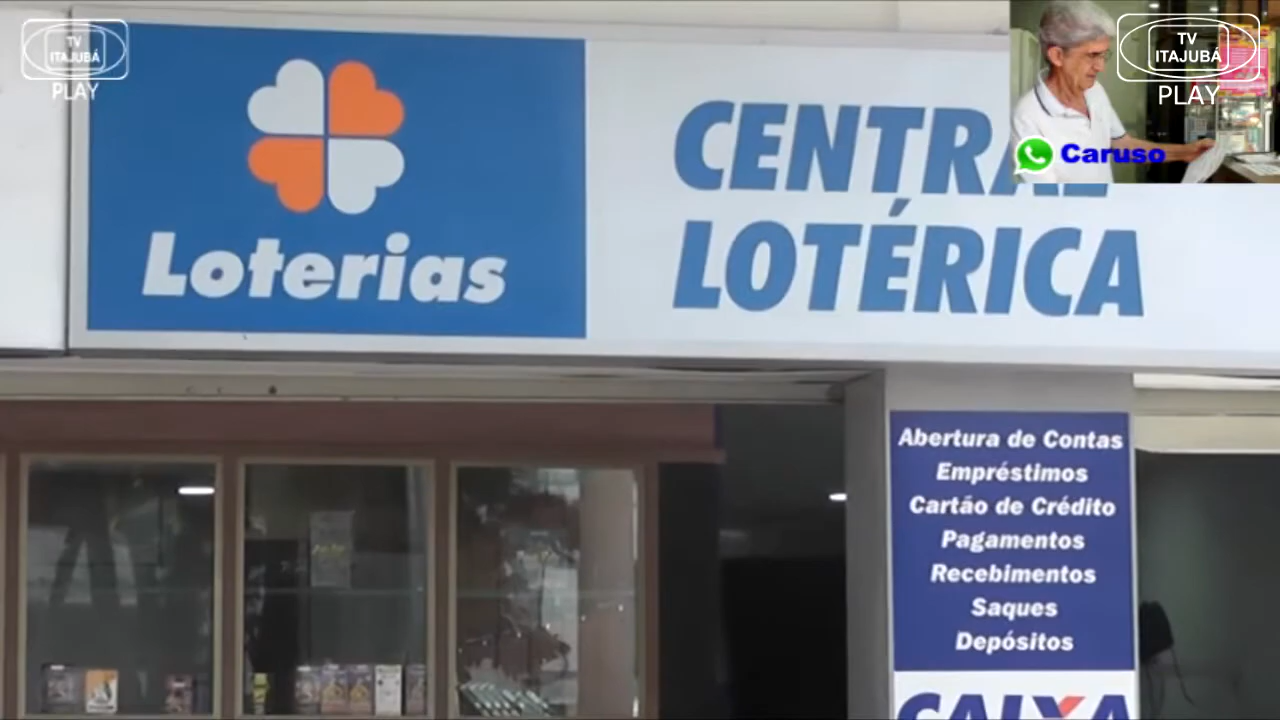 TV
ITAJUBÁ
PLAY
TV
ITAJUBÁ
PLAY
Caruso
Loterias
CENTRAL
LOTÉRICA
Abertura de Contas
Empréstimos
Cartão de Crédito
Pagamentos
Recebimentos
Saques
Depósitos
CAIXA